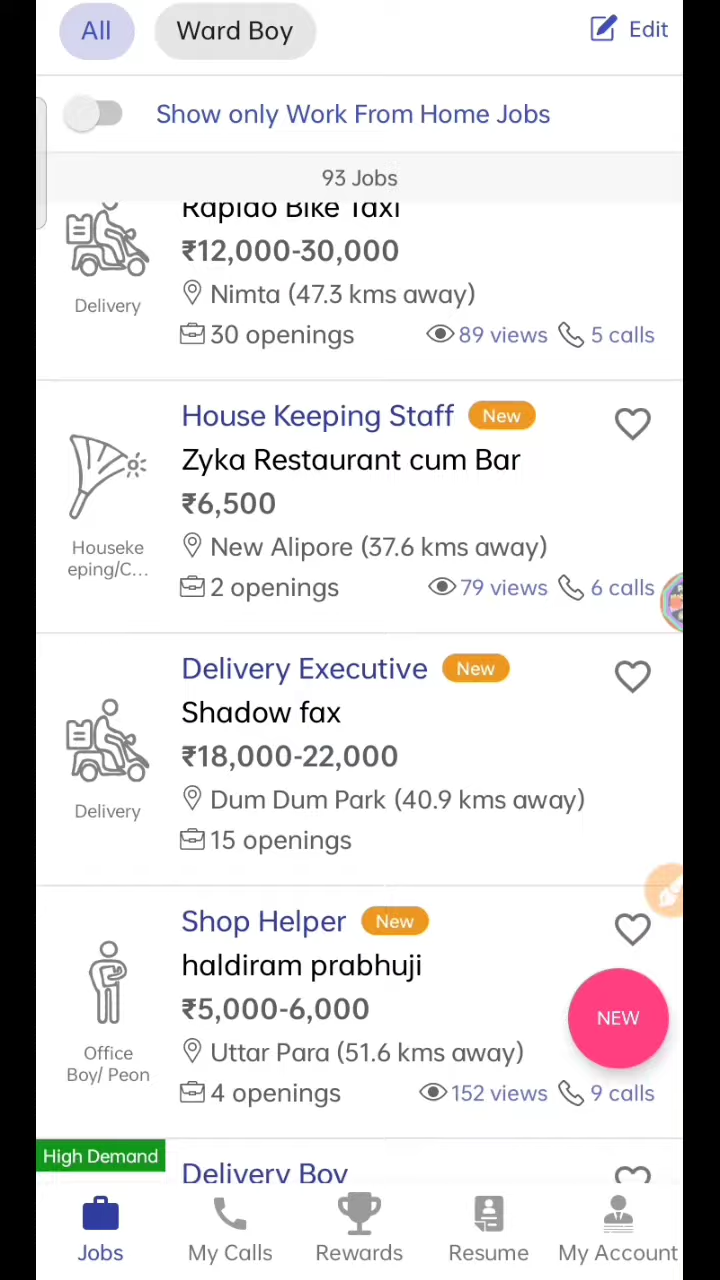 All
Ward Boy
Edit
Show only Work From Home Jobs
93 Jobs
Rapido Bike Taxi
₹12,000-30,000
Delivery
Nimta (47.3 kms away)
30 openings
89 views
5 calls
House Keeping Staff
New
Zyka Restaurant cum Bar
₹6,500
Houseke
eping/C...
New Alipore (37.6 kms away)
2 openings
79 views
6 calls
Delivery Executive
New
Shadow fax
₹18,000-22,000
Delivery
Dum Dum Park (40.9 kms away)
15 openings
Shop Helper
New
haldiram prabhuji
₹5,000-6,000
NEW
Office
Boy/ Peon
Uttar Para (51.6 kms away)
4 openings
152 views
9 calls
High Demand
Delivery Boy
Jobs
My Calls
Rewards
Resume
My Account